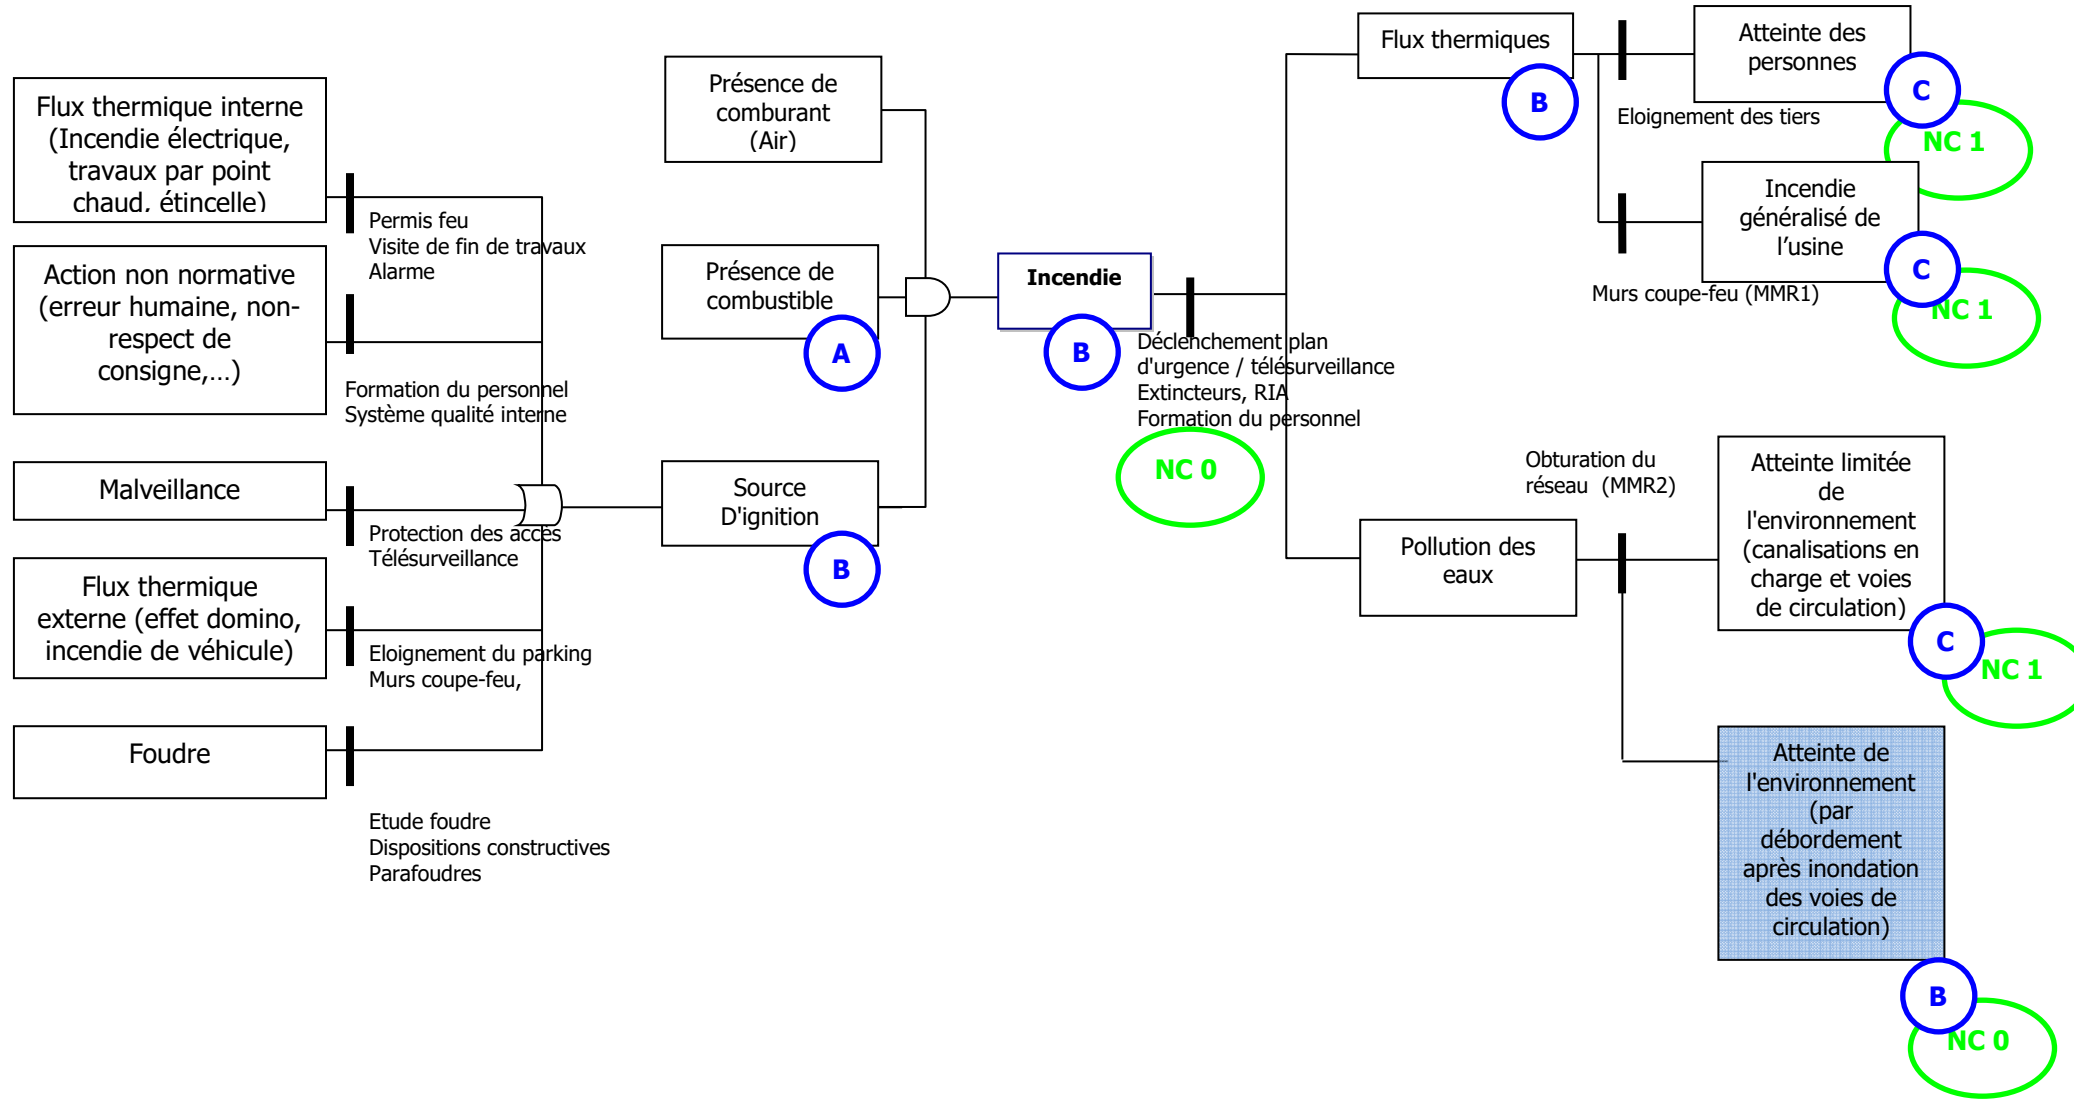 Flux thermique interne
(Incendie électrique,
travaux par point
chaud, étincelle)
Permis feu
Visite de fin de travaux
Alarme
Action non normative
(erreur humaine, non-
respect de
consigne,…)
Formation du personnel
Système qualité interne
Malveillance
Protection des accès
Télésurveillance
Flux thermique
externe (effet domino,
incendie de véhicule)
Eloignement du parking
Murs coupe-feu,
Foudre
Etude foudre
Dispositions constructives
Parafoudres
Présence de
comburant
(Air)
Présence de
combustible
A
Source
D'ignition
B
Incendie
B
Déclenchement plan
d'urgence / télésurveillance
Extincteurs, RIA
Formation du personnel
NC 0
Flux thermiques
B
Eloignement des tiers
Atteinte des
personnes
C
NC 1
Murs coupe-feu (MMR1)
Incendie
généralisé de
l’usine
C
NC 1
Pollution des
eaux
Obturation du
réseau (MMR2)
Atteinte limitée
de
l'environnement
(canalisations en
charge et voies
de circulation)
C
NC 1
Atteinte de
l'environnement
(par
débordement
après inondation
des voies de
circulation)
B
NC 0